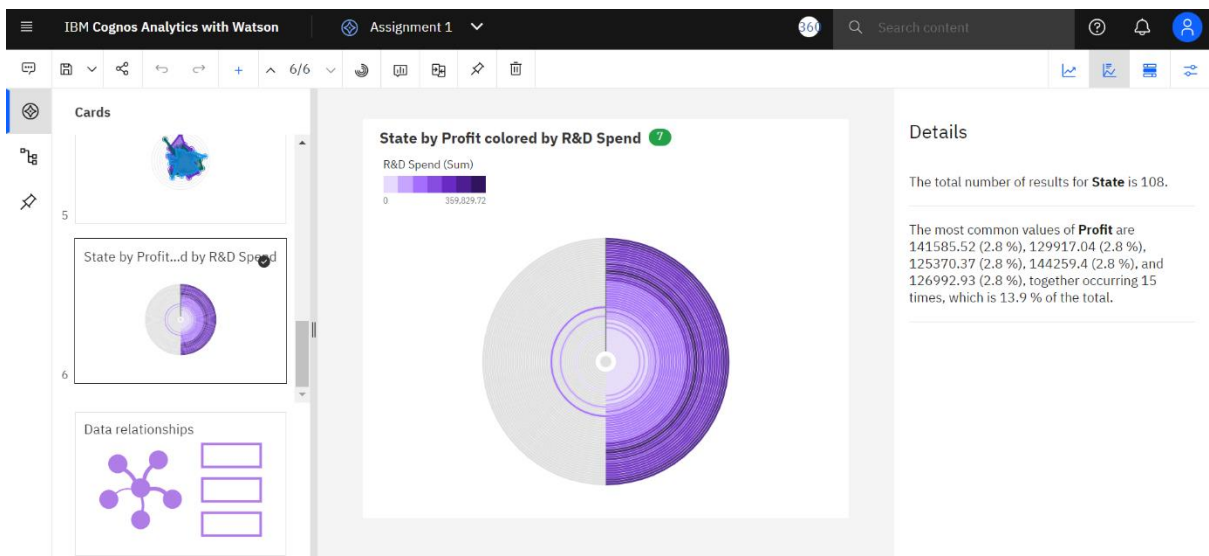 IBM Cognos Analytics with Watson
Assignment 1
360
Search content
6/6
Cards
5
State by Profit...d by R&D Spend
6
Data relationships
State by Profit colored by R&D Spend 7
R&D Spend (Sum)
0 359,829.72
Details
The total number of results for State is 108.
The most common values of Profit are
141585.52 (2.8 %), 129917.04 (2.8 %),
125370.37 (2.8 %), 144259.4 (2.8 %), and
126992.93 (2.8 %), together occurring 15
times, which is 13.9 % of the total.